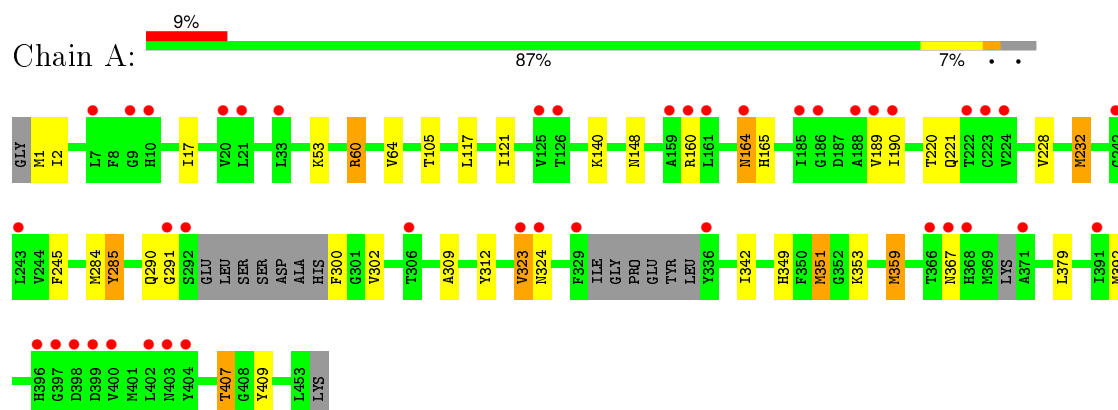 9%
Chain A:
87%
7%
GLY M1 I2 L7 F8 G9 H10 I17 V20 L21 L33 K53 R60 V64 T105 L117 I121 V125 T126 K140 N148 A159 R160 L161 N164 H165 I185 G186 D187 A188 V189 I190 T220 Q221 T222 C223 V224 V228 M232
L243 V244 F245 M284 Y285 Q290 G291 S292 GLU LEU SER SER ASP ALA HIS F300 G301 V302 T306 A309 Y312 V323 N324 F329 ILE GLY PRO GLU TYR LEU Y336 I342 H349 F350 M351 G352 K353 M359 T366 N367 H368 M369 LYS A371 L379 I391
H396 G397 D398 D399 V400 M401 L402 N403 Y404 T407 G408 Y409 L453 LYS